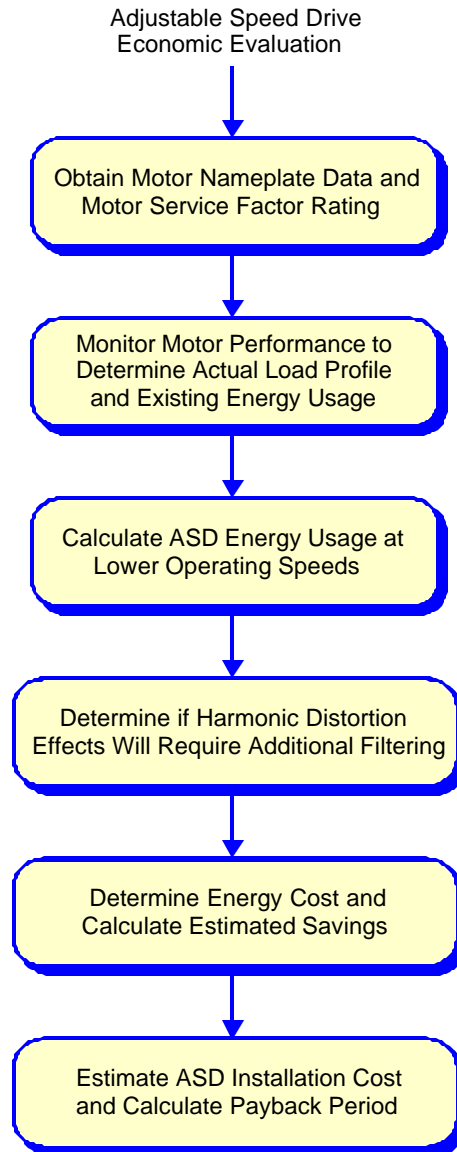 Adjustable Speed Drive
Economic Evaluation
Obtain Motor Nameplate Data and
Motor Service Factor Rating
Monitor Motor Performance to
Determine Actual Load Profile
and Existing Energy Usage
Calculate ASD Energy Usage at
Lower Operating Speeds
Determine if Harmonic Distortion
Effects Will Require Additional Filtering
Determine Energy Cost and
Calculate Estimated Savings
Estimate ASD Installation Cost
and Calculate Payback Period